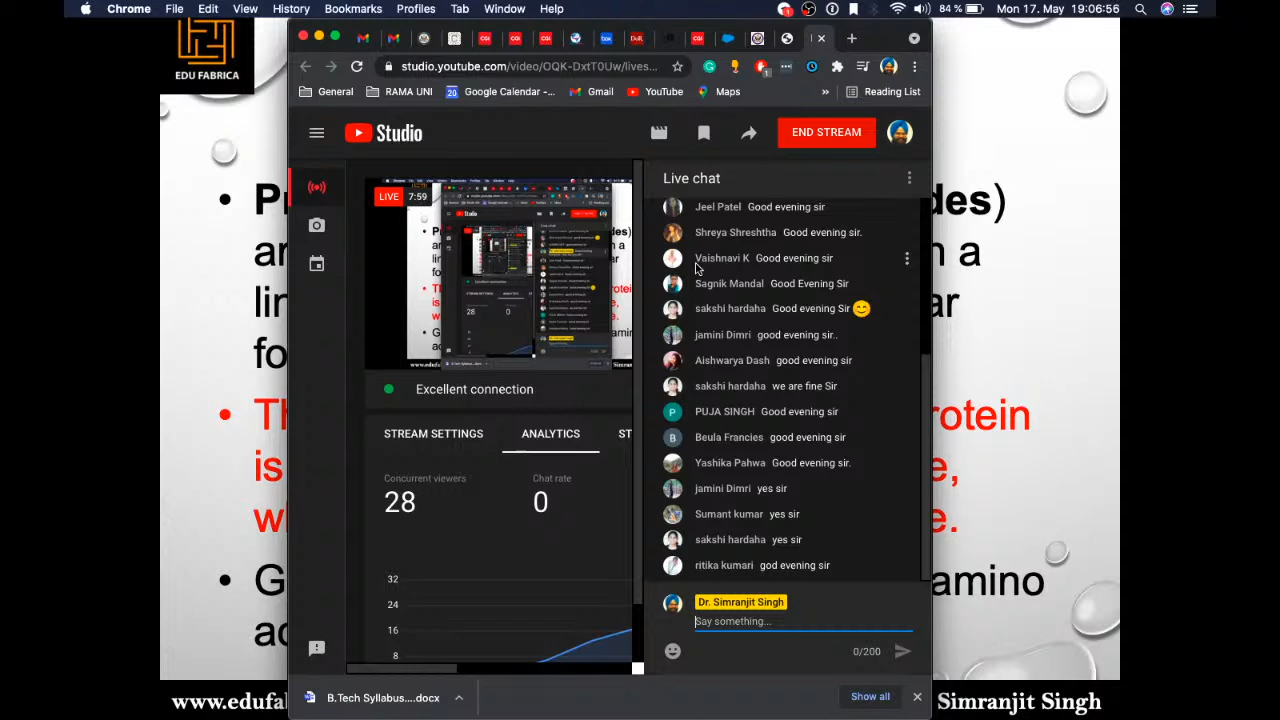 Chrome File Edit View History Bookmarks Profiles Tab Window Help 84 % Mon 17. May 19:06:56
EDU FABRICA
studio.youtube.com/video/OQK-DxtT0Uw/lives...
General RAMA UNI Google Calendar -... Gmail YouTube Maps » Reading List
Studio END STREAM
LIVE 7:59
Excellent connection
STREAM SETTINGS ANALYTICS ST
Concurrent viewers Chat rate
28 0
32
24
16
8
Live chat
Jeel Patel Good evening sir
Shreya Shreshtha Good evening sir.
Vaishnavi K Good evening sir
Sagnik Mandal Good Evening Sir
sakshi hardaha Good evening Sir 😊
jamini Dimri good evening sir..
Aishwarya Dash good evening sir
sakshi hardaha we are fine Sir
P PUJA SINGH Good evening sir
B Beula Francies good evening sir
Yashika Pahwa Good evening sir.
jamini Dimri yes sir
Sumant kumar yes sir
sakshi hardaha yes sir
ritika kumari god evening sir
Dr. Simranjit Singh
Say something...
0/200
B.Tech Syllabus....docx Show all
• P des)
ar n a
lin ar
fo
• Th rotein
is e,
w e.
• G amino
ac
www.edufa Simranjit Singh